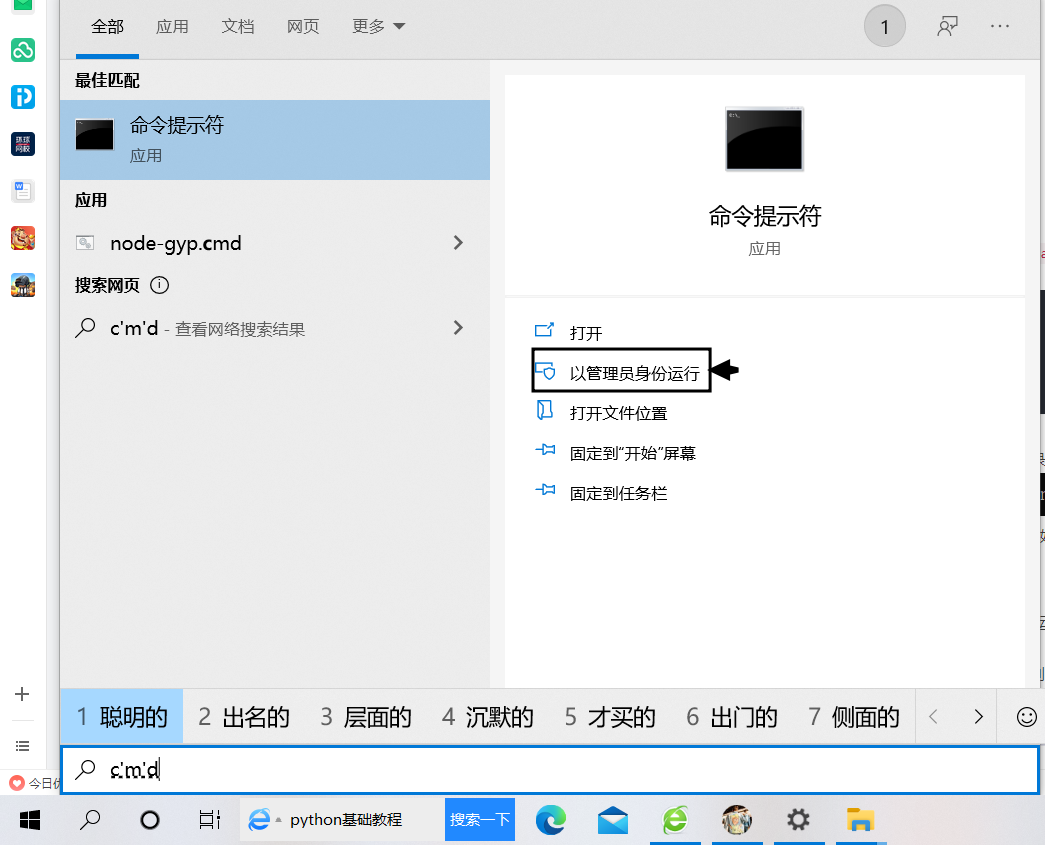 全部 应用 文档 网页 更多
1
最佳匹配
命令提示符
应用
应用
node-gyp.cmd
搜索网页
c'm'd - 查看网络搜索结果
命令提示符
应用
打开
以管理员身份运行
打开文件位置
固定到“开始”屏幕
固定到任务栏
环球
网校
1 聪明的 2 出名的 3 层面的 4 沉默的 5 才买的 6 出门的 7 侧面的
c'm'd
今日优
python基础教程 搜索一下